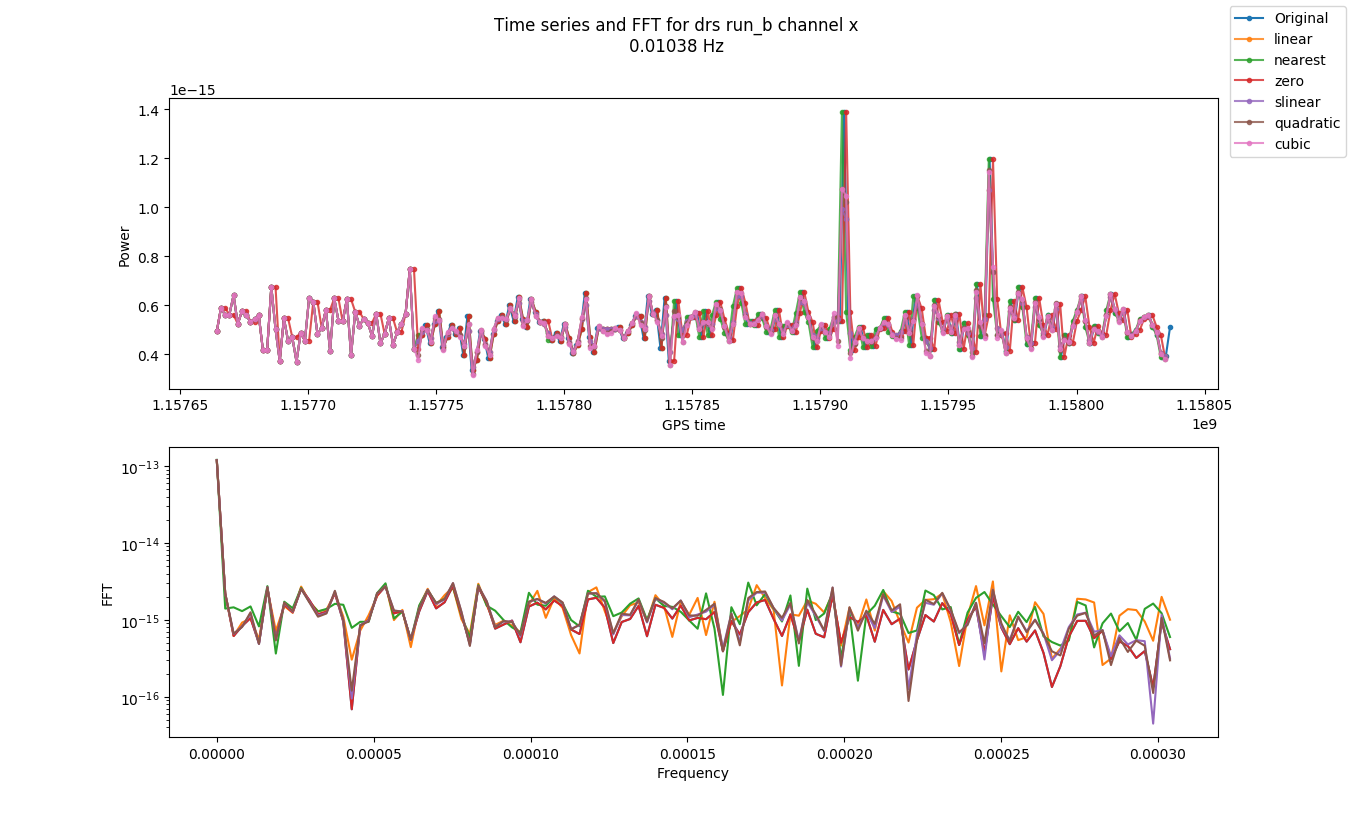 Time series and FFT for drs run_b channel x
0.01038 Hz
Original
linear
nearest
zero
slinear
quadratic
cubic
1e−15
1.4
1.2
1.0
0.8
0.6
0.4
Power
1.15765
1.15770
1.15775
1.15780
1.15785
1.15790
1.15795
1.15800
1.15805
GPS time
1e9
10−13
10−14
10−15
10−16
FFT
0.00000
0.00005
0.00010
0.00015
0.00020
0.00025
0.00030
Frequency